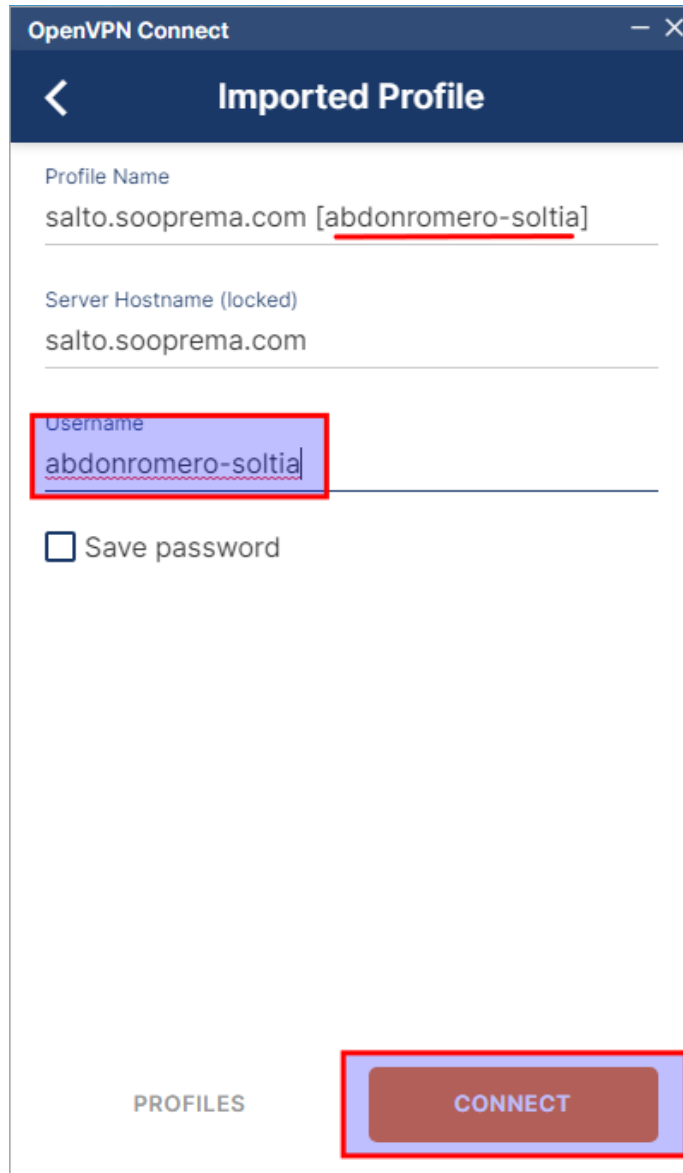 OpenVPN Connect
Imported Profile
Profile Name
salto.sooprema.com [abdonromero-soltia]
Server Hostname (locked)
salto.sooprema.com
Username
abdonromero-soltia
Save password
PROFILES CONNECT